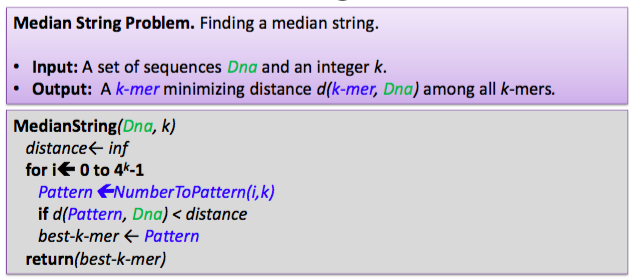 Median String Problem. Finding a median string.
• Input: A set of sequences Dna and an integer k.
• Output: A k-mer minimizing distance d(k-mer, Dna) among all k-mers.
MedianString(Dna, k)
distance← inf
for i← 0 to 4ᵏ-1
Pattern ←NumberToPattern(i,k)
if d(Pattern, Dna) < distance
best-k-mer ← Pattern
return(best-k-mer)